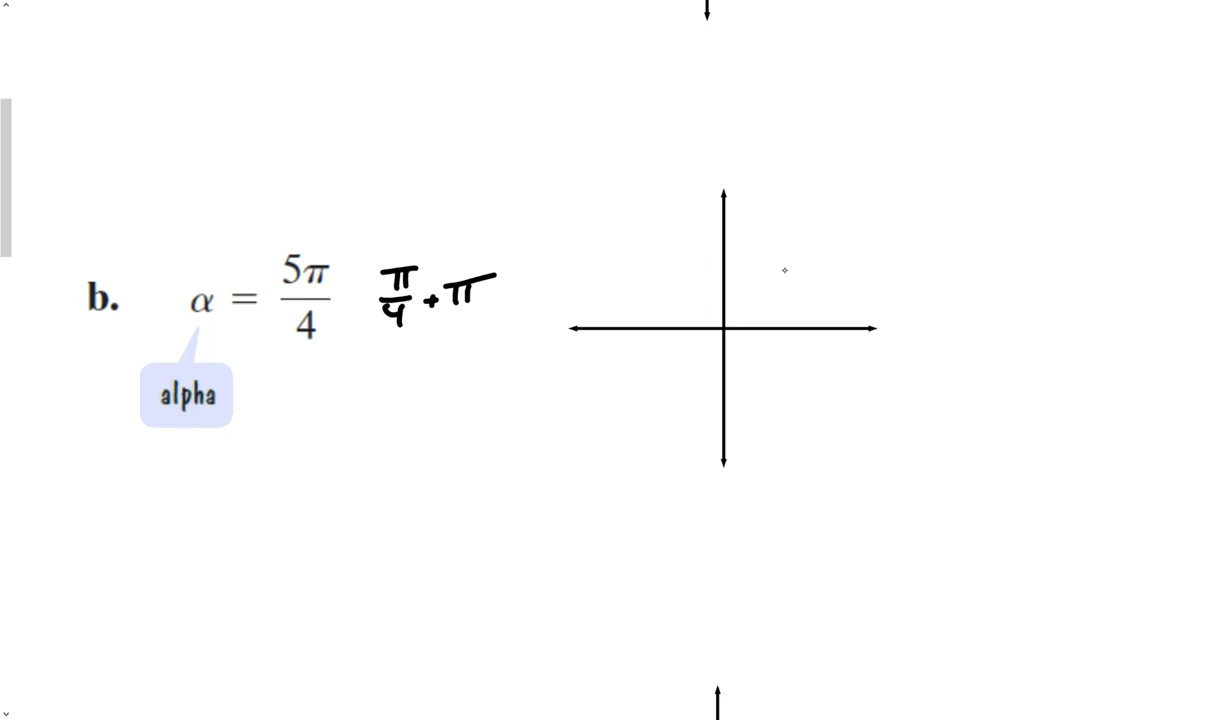 b. α = 5π/4 π/4 + π
alpha